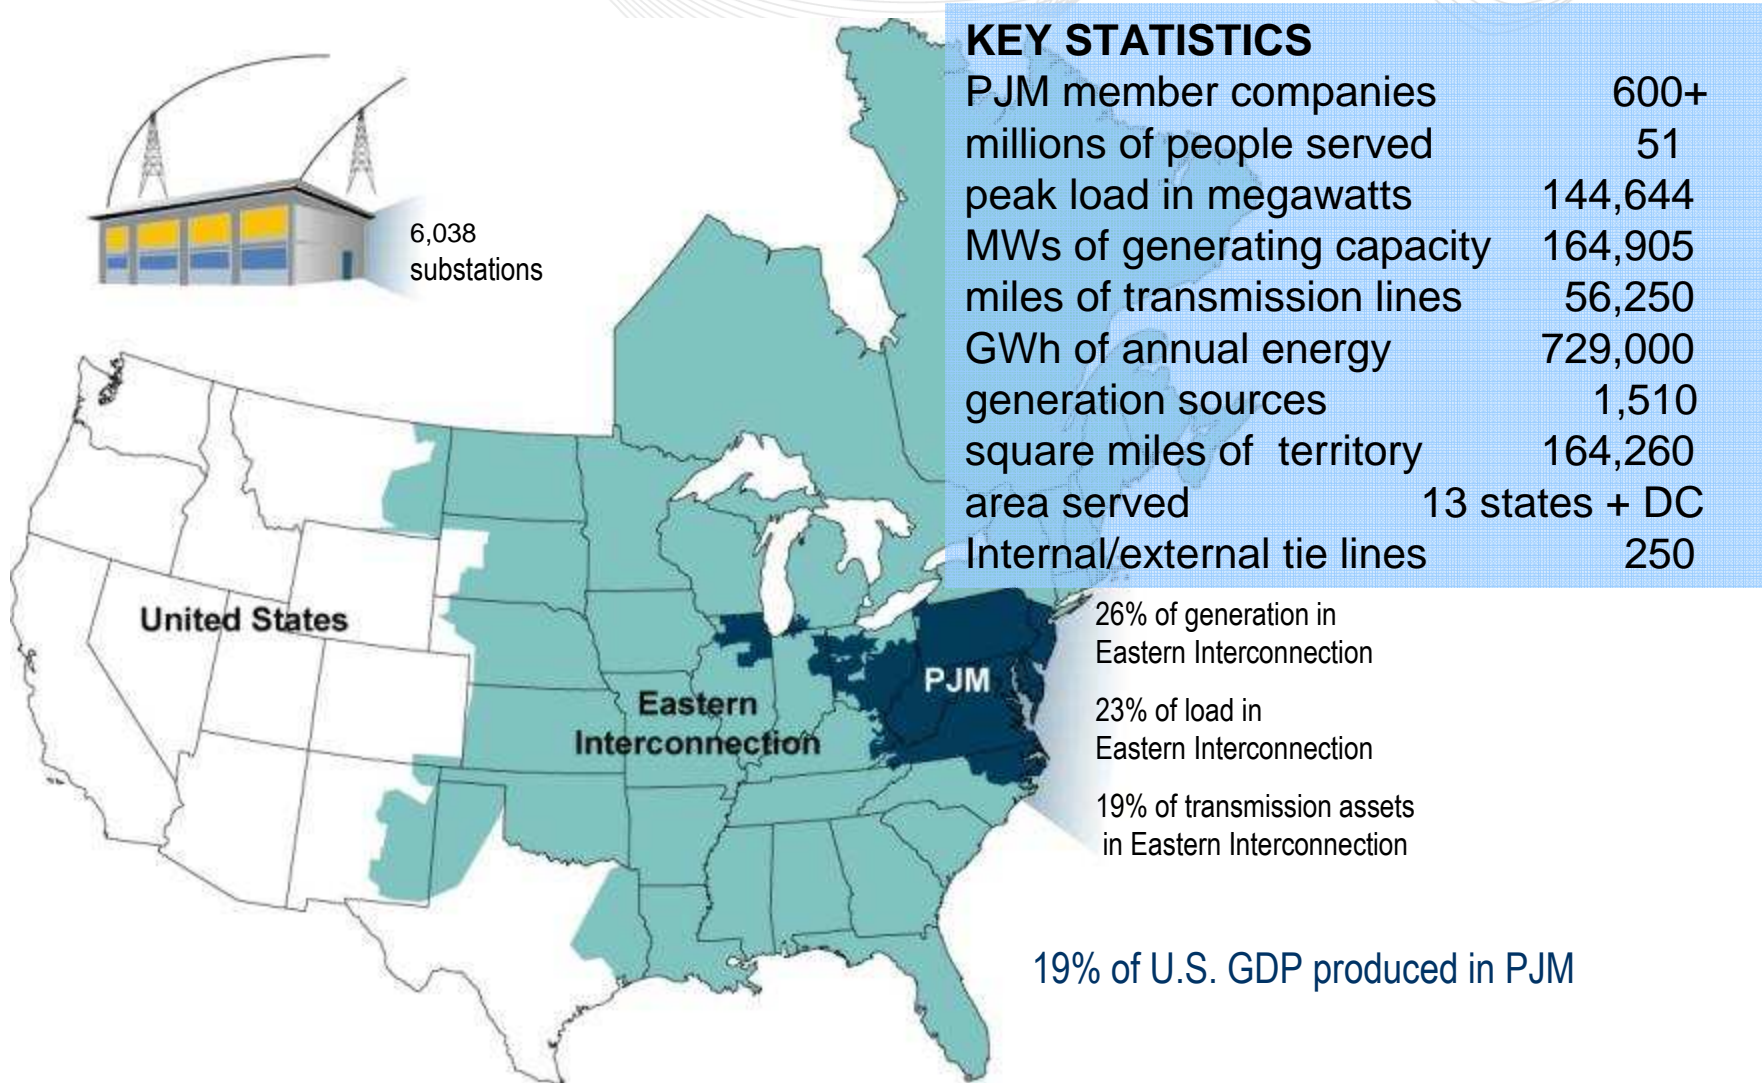 KEY STATISTICS
PJM member companies 600+
millions of people served 51
peak load in megawatts 144,644
MWs of generating capacity 164,905
miles of transmission lines 56,250
GWh of annual energy 729,000
generation sources 1,510
square miles of territory 164,260
area served 13 states + DC
Internal/external tie lines 250
6,038
substations
United States
Eastern
Interconnection
PJM
26% of generation in
Eastern Interconnection
23% of load in
Eastern Interconnection
19% of transmission assets
in Eastern Interconnection
19% of U.S. GDP produced in PJM